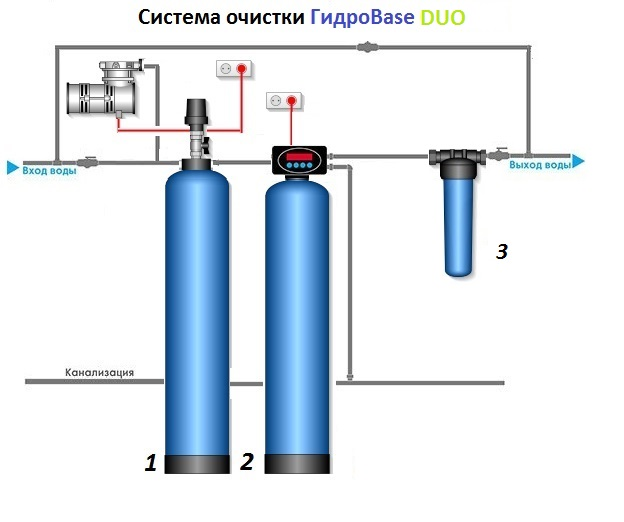 Система очистки ГидроBase DUO
Вход воды
Выход воды
3
Канализация
1
2